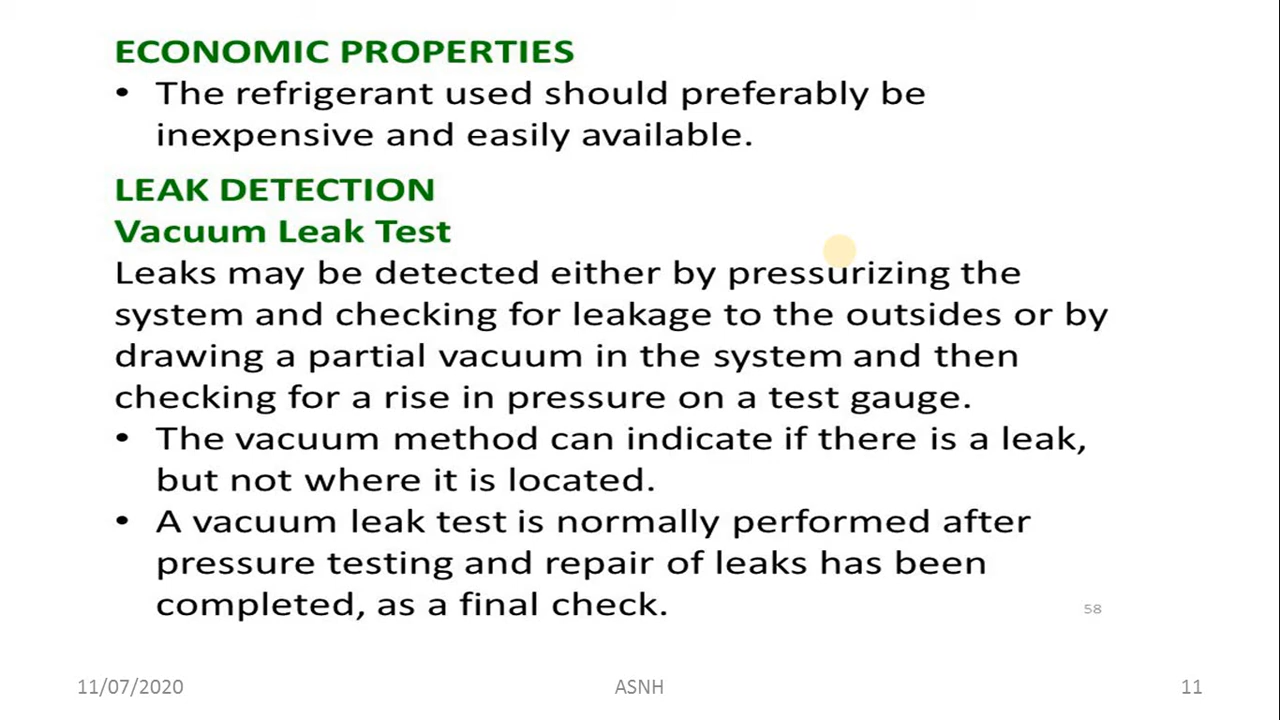 ECONOMIC PROPERTIES
• The refrigerant used should preferably be
inexpensive and easily available.
LEAK DETECTION
Vacuum Leak Test
Leaks may be detected either by pressurizing the
system and checking for leakage to the outsides or by
drawing a partial vacuum in the system and then
checking for a rise in pressure on a test gauge.
• The vacuum method can indicate if there is a leak,
but not where it is located.
• A vacuum leak test is normally performed after
pressure testing and repair of leaks has been
completed, as a final check.
58
11/07/2020
ASNH
11